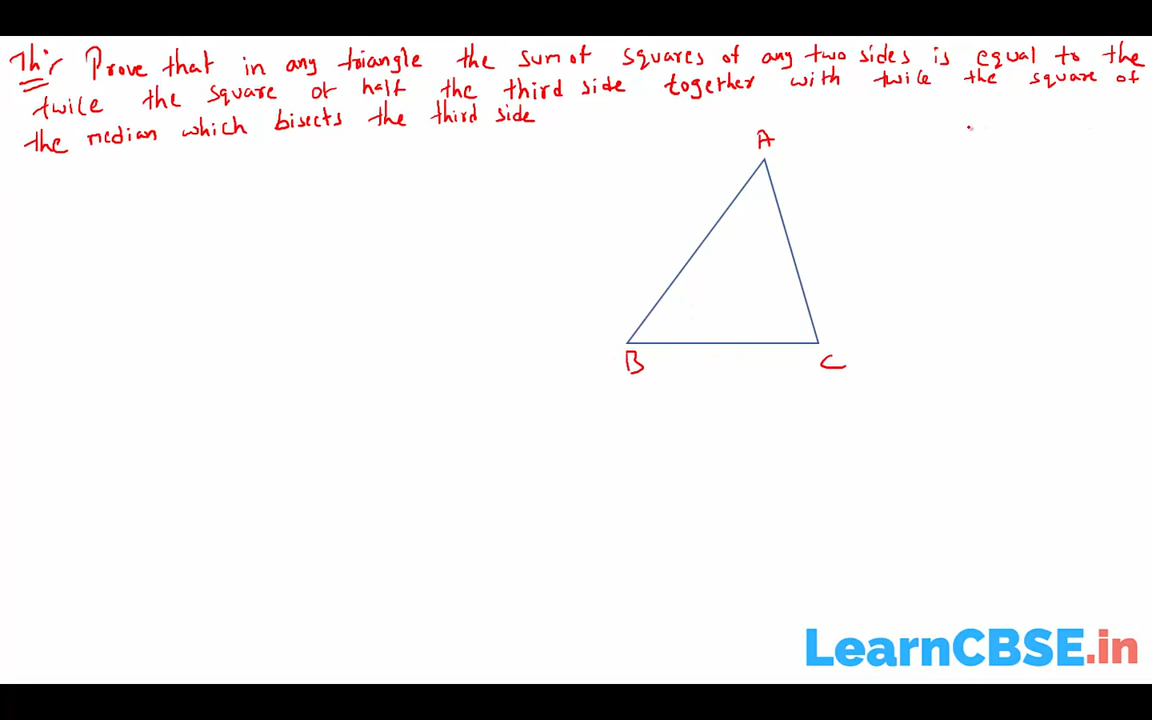 Th:- Prove that in any triangle the sum of squares of any two sides is equal to the
twice the square of half the third side together with twice the square of
the median which bisects the third side
A
B
C
LearnCBSE.in